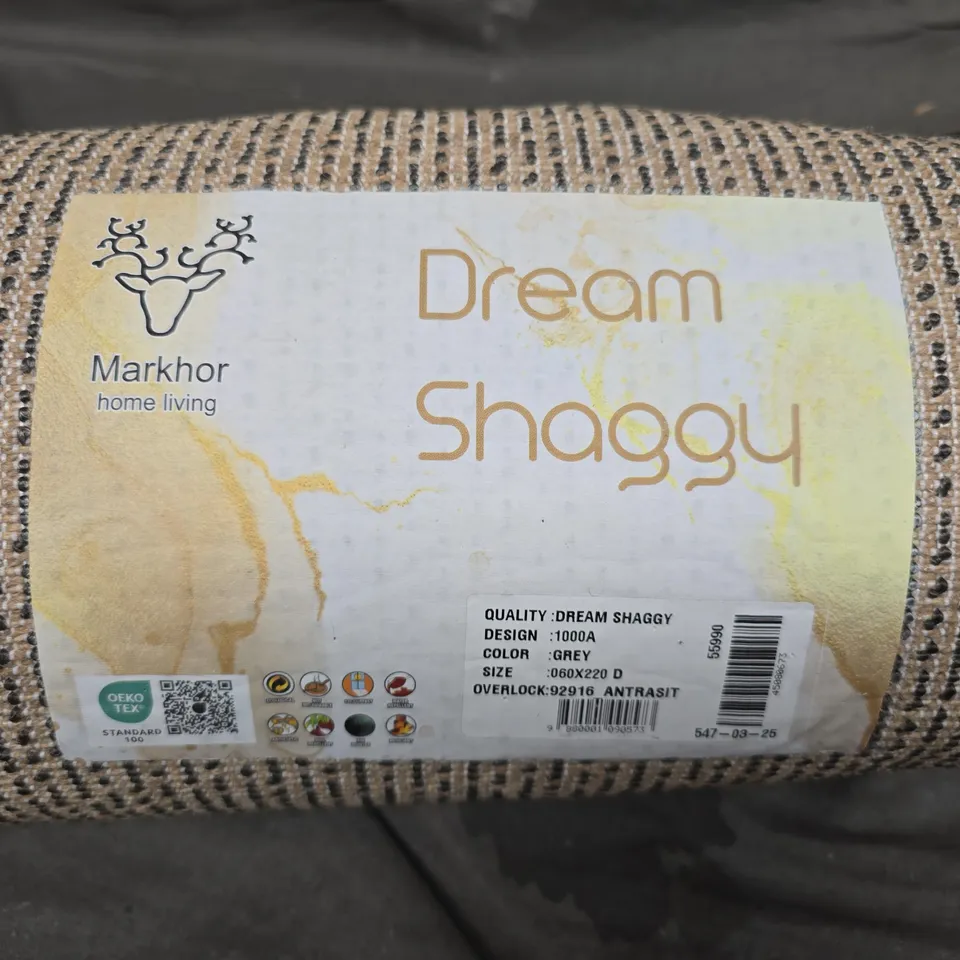 Markhor
home living
Dream
Shaggy
QUALITY :DREAM SHAGGY
DESIGN :1000A
COLOR :GREY
SIZE :060X220 D
OVERLOCK:92916 ANTRASIT
55990
547-03-25
OEKO
TEX®
STANDARD
100